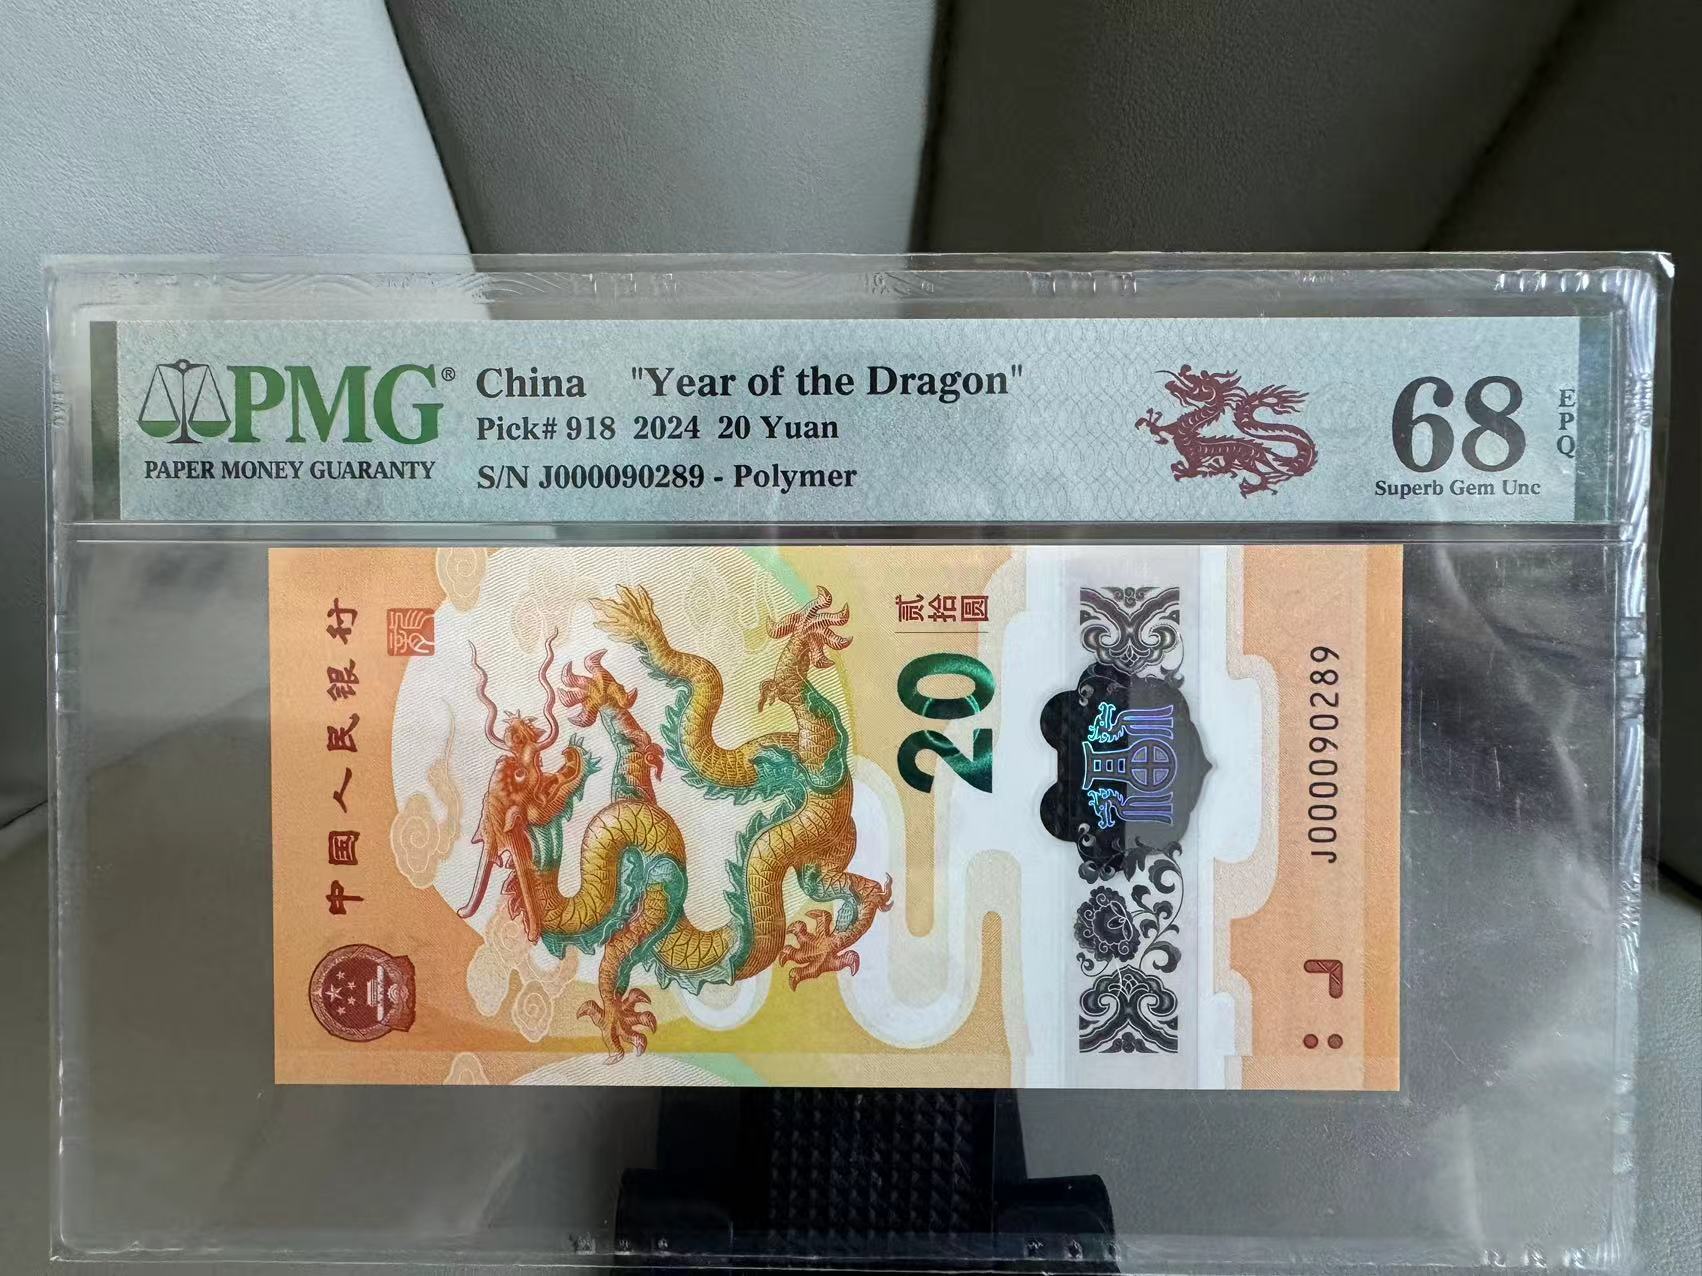 PMG®
PAPER MONEY GUARANTY
China "Year of the Dragon"
Pick# 918 2024 20 Yuan
S/N J000090289 - Polymer
68
EPQ
Superb Gem Unc
中国人民银行
贰拾圆
20
J000090289